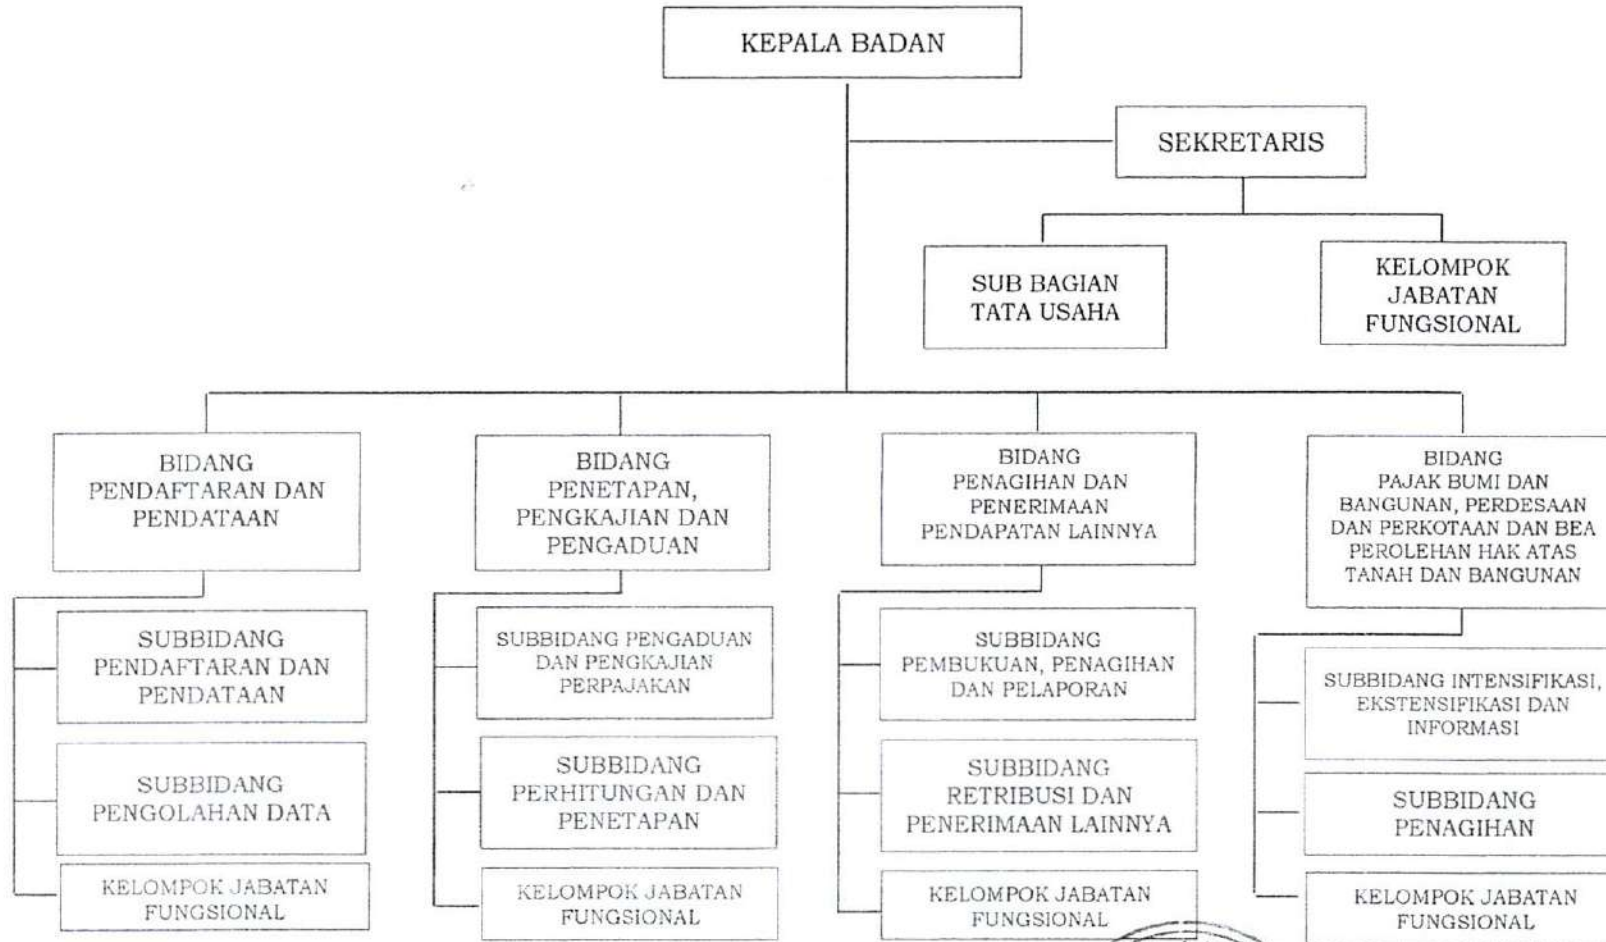 KEPALA BADAN
SEKRETARIS
SUB BAGIAN
TATA USAHA
KELOMPOK
JABATAN
FUNGSIONAL
BIDANG
PENDAFTARAN DAN
PENDATAAN
SUBBIDANG
PENDAFTARAN DAN
PENDATAAN
SUBBIDANG
PENGOLAHAN DATA
KELOMPOK JABATAN
FUNGSIONAL
BIDANG
PENETAPAN,
PENGKAJIAN DAN
PENGADUAN
SUBBIDANG PENGADUAN
DAN PENGKAJIAN
PERPAJAKAN
SUBBIDANG
PERHITUNGAN DAN
PENETAPAN
KELOMPOK JABATAN
FUNGSIONAL
BIDANG
PENAGIHAN DAN
PENERIMAAN
PENDAPATAN LAINNYA
SUBBIDANG
PEMBUKUAN, PENAGIHAN
DAN PELAPORAN
SUBBIDANG
RETRIBUSI DAN
PENERIMAAN LAINNYA
KELOMPOK JABATAN
FUNGSIONAL
BIDANG
PAJAK BUMI DAN
BANGUNAN, PERDESAAN
DAN PERKOTAAN DAN BEA
PEROLEHAN HAK ATAS
TANAH DAN BANGUNAN
SUBBIDANG INTENSIFIKASI,
EKSTENSIFIKASI DAN
INFORMASI
SUBBIDANG
PENAGIHAN
KELOMPOK JABATAN
FUNGSIONAL